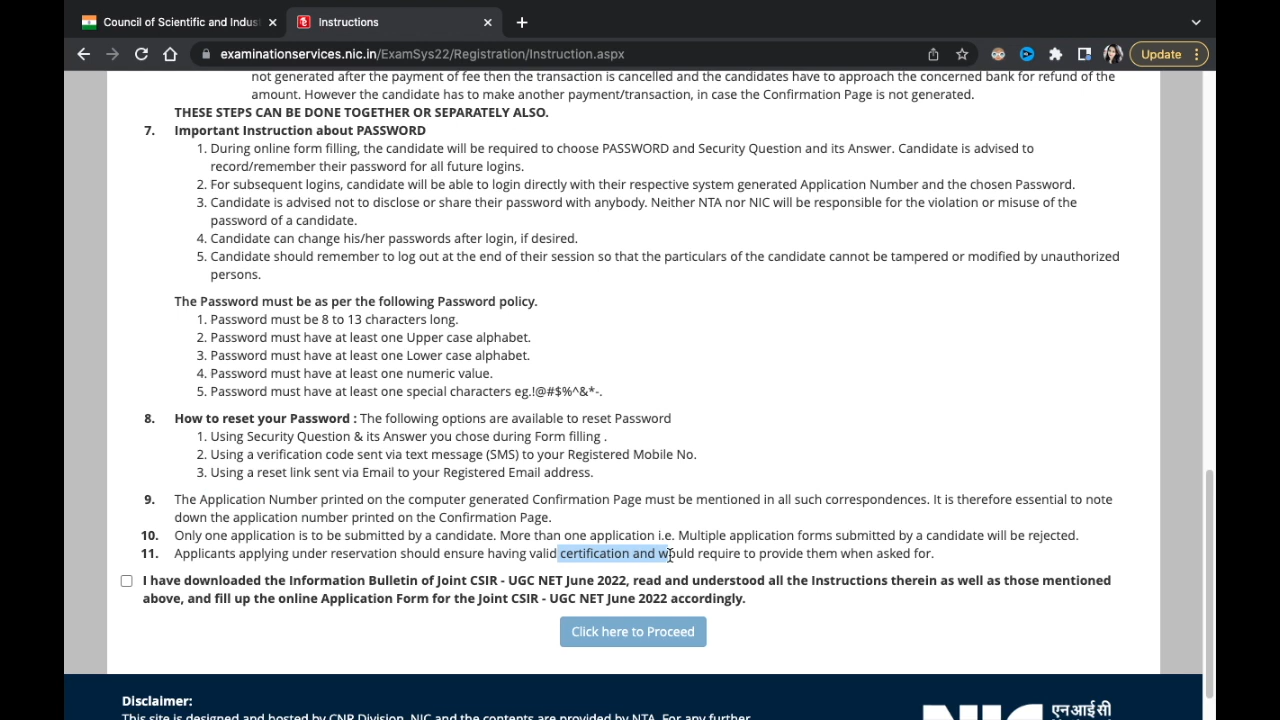 Council of Scientific and Indus
Instructions
examinationservices.nic.in/ExamSys22/Registration/Instruction.aspx
Update
not generated after the payment of fee then the transaction is cancelled and the candidates have to approach the concerned bank for refund of the
amount. However the candidate has to make another payment/transaction, in case the Confirmation Page is not generated.
THESE STEPS CAN BE DONE TOGETHER OR SEPARATELY ALSO.
7. Important Instruction about PASSWORD
1. During online form filling, the candidate will be required to choose PASSWORD and Security Question and its Answer. Candidate is advised to
record/remember their password for all future logins.
2. For subsequent logins, candidate will be able to login directly with their respective system generated Application Number and the chosen Password.
3. Candidate is advised not to disclose or share their password with anybody. Neither NTA nor NIC will be responsible for the violation or misuse of the
password of a candidate.
4. Candidate can change his/her passwords after login, if desired.
5. Candidate should remember to log out at the end of their session so that the particulars of the candidate cannot be tampered or modified by unauthorized
persons.
The Password must be as per the following Password policy.
1. Password must be 8 to 13 characters long.
2. Password must have at least one Upper case alphabet.
3. Password must have at least one Lower case alphabet.
4. Password must have at least one numeric value.
5. Password must have at least one special characters eg.!@#$%^&*-.
8. How to reset your Password : The following options are available to reset Password
1. Using Security Question & its Answer you chose during Form filling .
2. Using a verification code sent via text message (SMS) to your Registered Mobile No.
3. Using a reset link sent via Email to your Registered Email address.
9. The Application Number printed on the computer generated Confirmation Page must be mentioned in all such correspondences. It is therefore essential to note
down the application number printed on the Confirmation Page.
10. Only one application is to be submitted by a candidate. More than one application i.e. Multiple application forms submitted by a candidate will be rejected.
11. Applicants applying under reservation should ensure having valid certification and would require to provide them when asked for.
I have downloaded the Information Bulletin of Joint CSIR - UGC NET June 2022, read and understood all the Instructions therein as well as those mentioned
above, and fill up the online Application Form for the Joint CSIR - UGC NET June 2022 accordingly.
Click here to Proceed
Disclaimer:
This site is designed and hosted by CNR Division, NIC and the contents are provided by NTA. For any further
NIC
एनआईसी